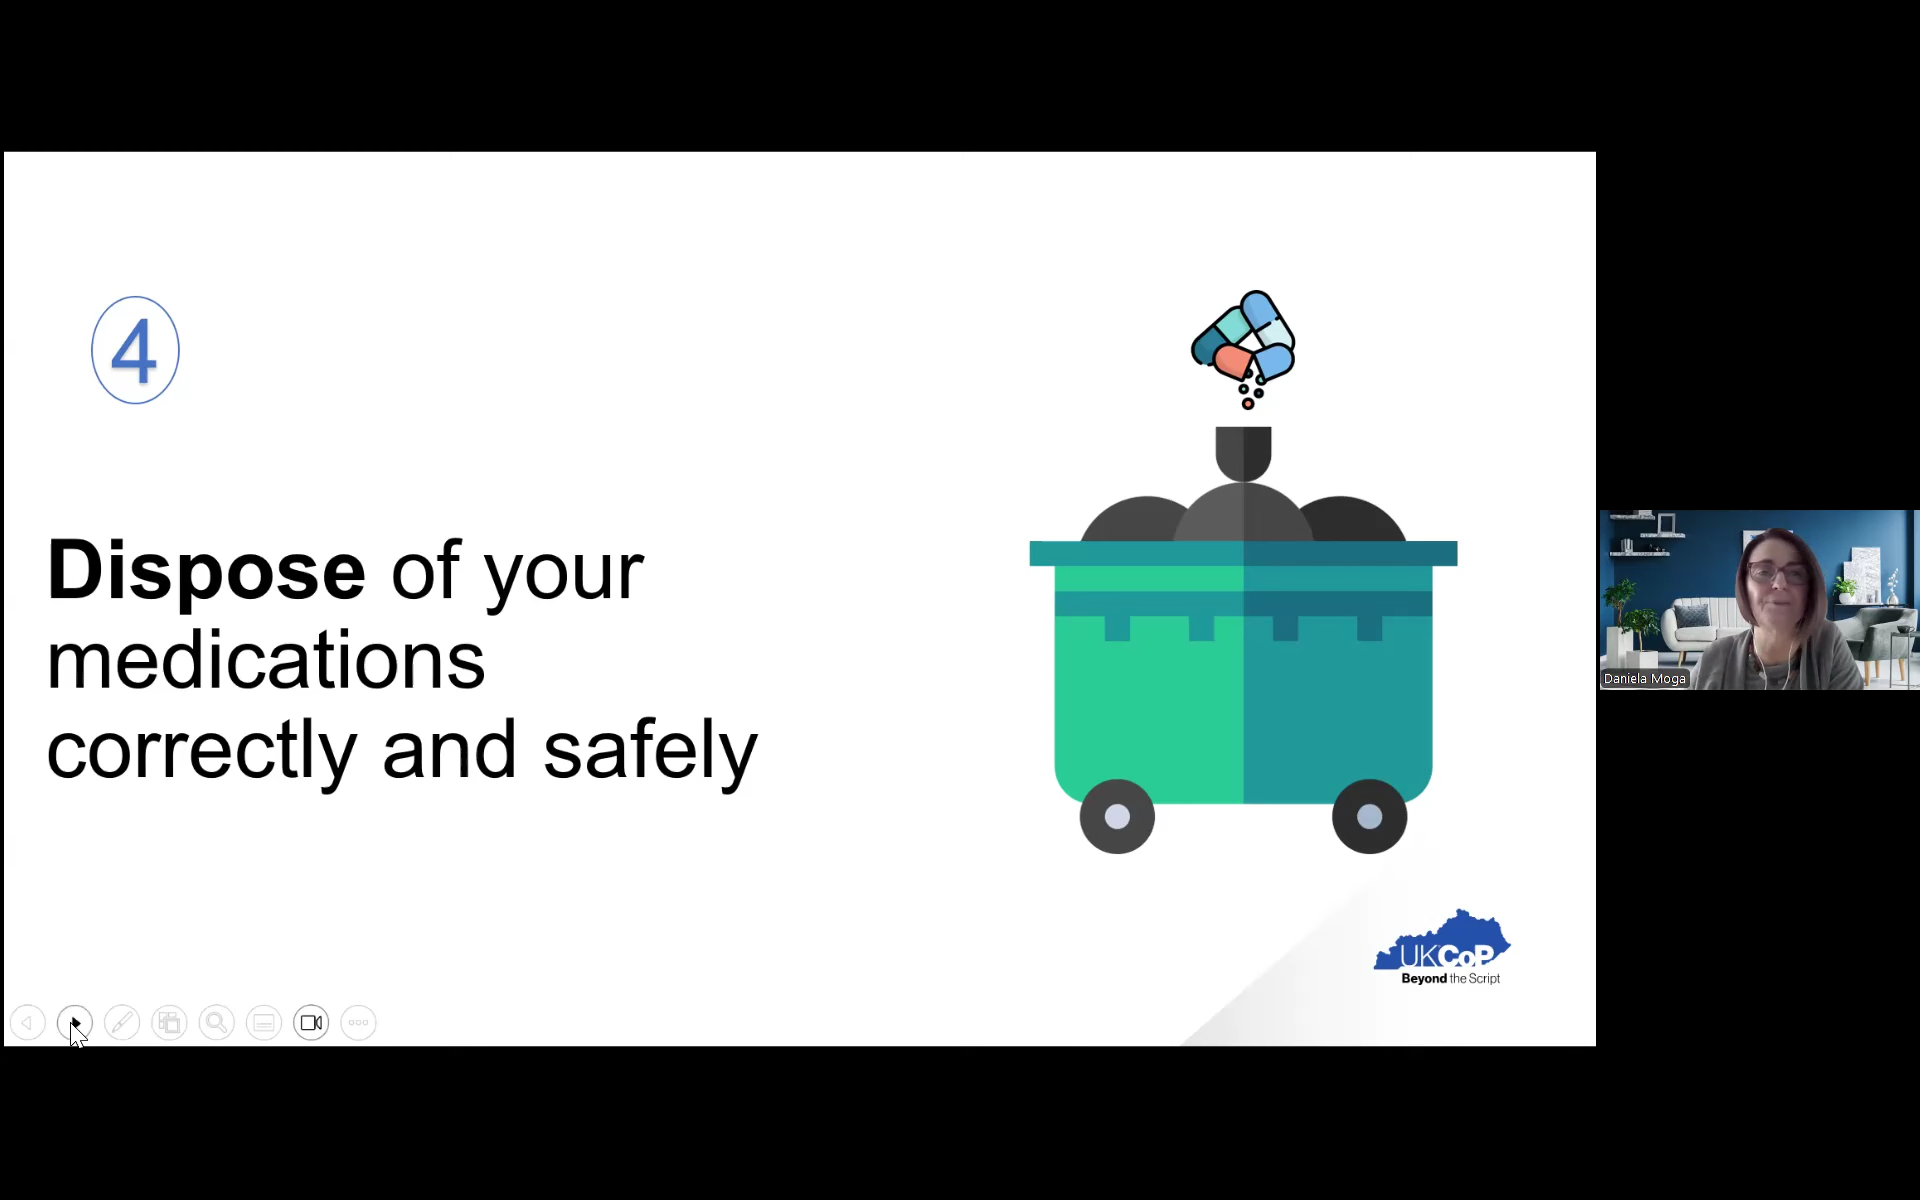 4
Dispose of your
medications
correctly and safely
UKCoP
Beyond the Script
Daniela Moga